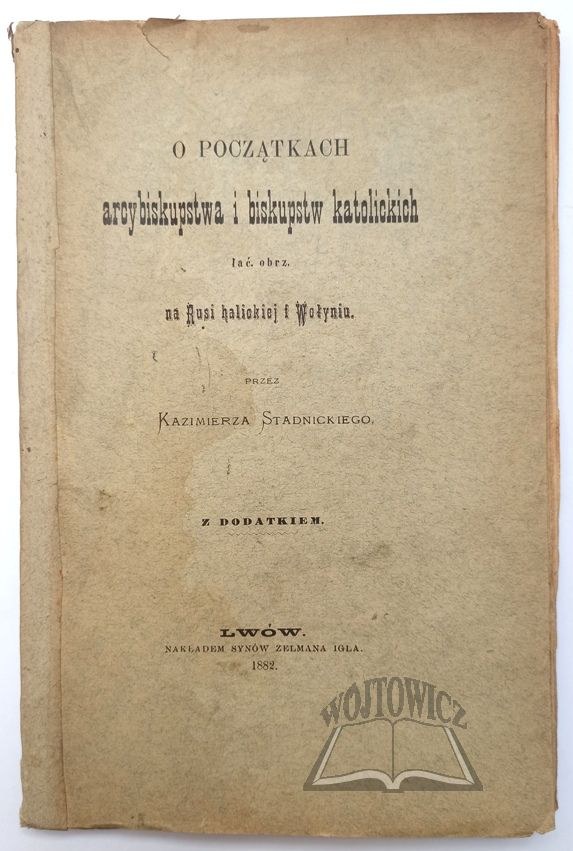 O POCZĄTKACH
arcybiskupstwa i biskupstw katolickich
łać. obrz.
na Rusi halickiej i Wołyniu.
PRZEZ
KAZIMIERZA STADNICKIEGO.
Z DODATKIEM.
LWÓW.
NAKŁADEM SYNÓW ZELMANA IGLA.
1882.
WÓJTOWICZ